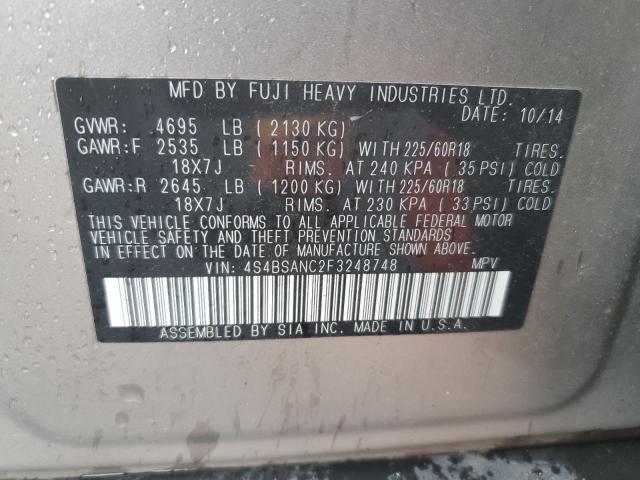 MFD BY FUJI HEAVY INDUSTRIES LTD.
DATE: 10/14
GVWR: 4695 LB ( 2130 KG)
GAWR:F 2535 LB ( 1150 KG) WITH 225/60R18 TIRES.
18X7J RIMS. AT 240 KPA ( 35 PSI) COLD
GAWR:R 2645 LB ( 1200 KG) WITH 225/60R18 TIRES.
18X7J RIMS. AT 230 KPA ( 33 PSI) COLD
THIS VEHICLE CONFORMS TO ALL APPLICABLE FEDERAL MOTOR
VEHICLE SAFETY AND THEFT PREVENTION STANDARDS
IN EFFECT ON THE DATE OF MANUFACTURE SHOWN ABOVE.
VIN: 4S4BSANC2F3248748 MPV
ASSEMBLED BY SIA INC. MADE IN U.S.A.